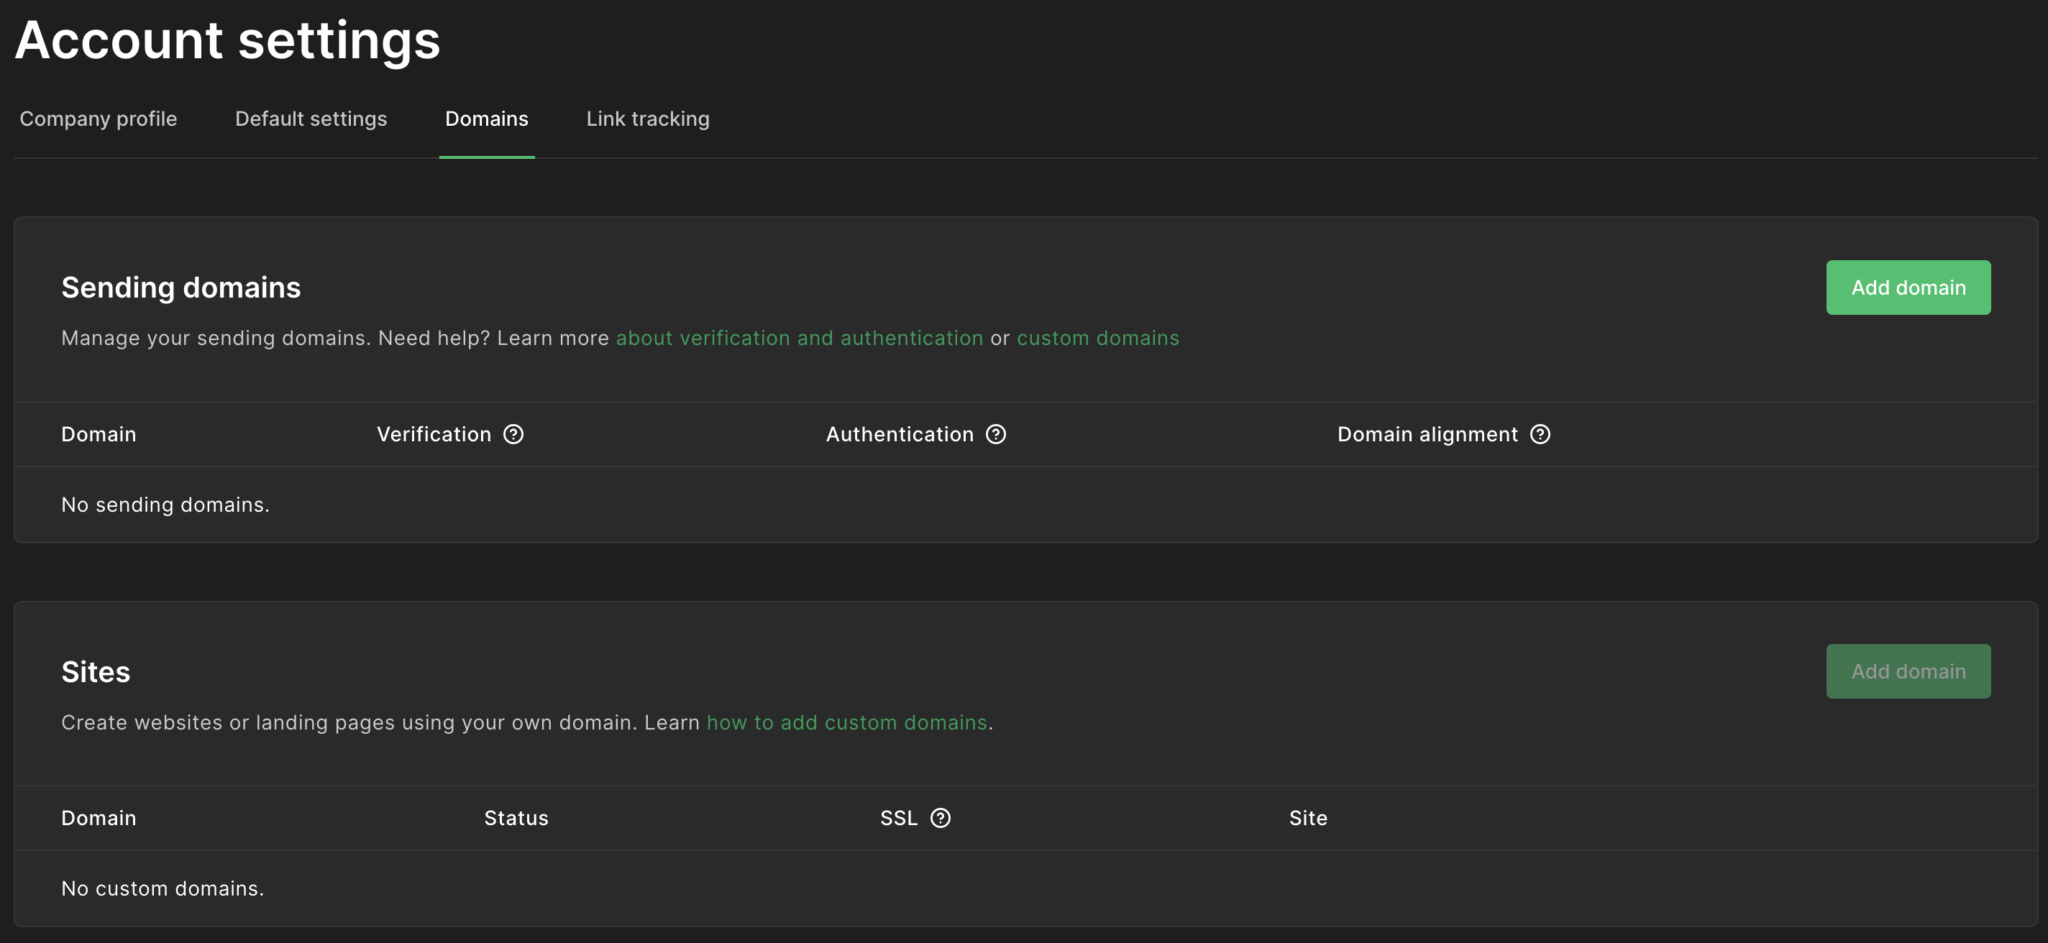 Account settings
Company profile Default settings Domains Link tracking
Sending domains
Add domain
Manage your sending domains. Need help? Learn more about verification and authentication or custom domains
Domain Verification Authentication Domain alignment
No sending domains.
Sites
Add domain
Create websites or landing pages using your own domain. Learn how to add custom domains.
Domain Status SSL Site
No custom domains.